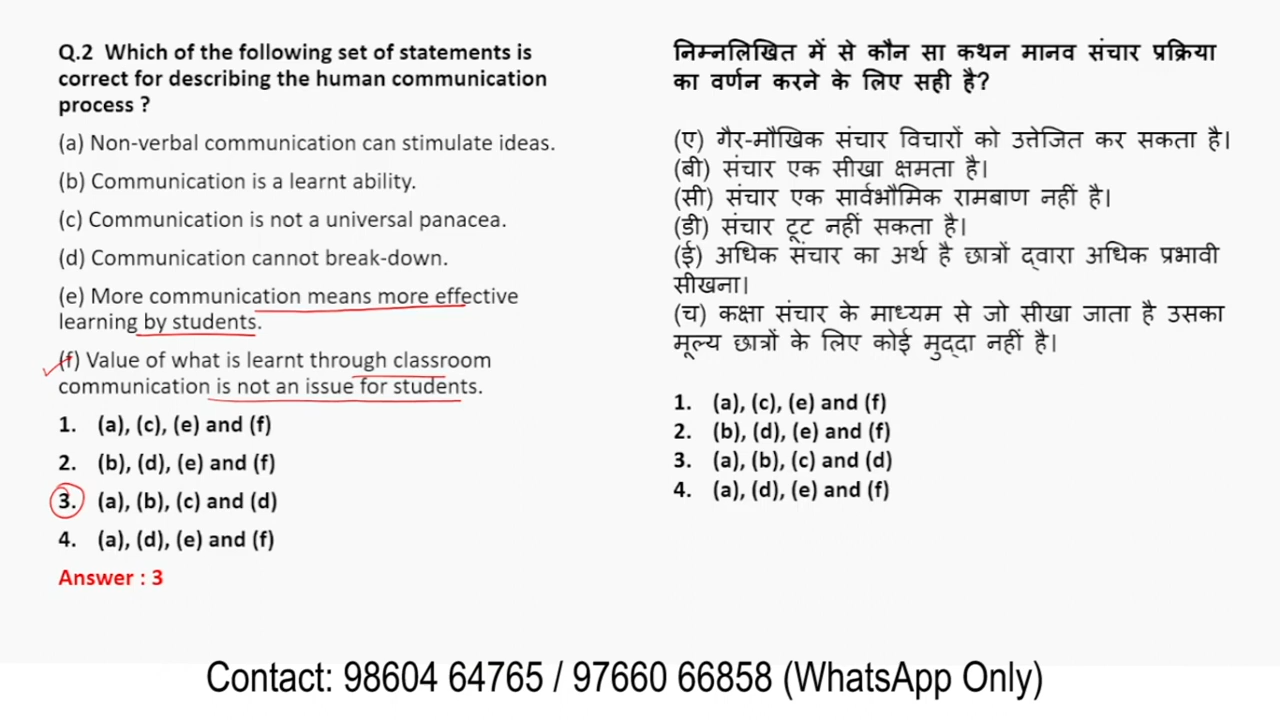 Q.2 Which of the following set of statements is
correct for describing the human communication
process ?
(a) Non-verbal communication can stimulate ideas.
(b) Communication is a learnt ability.
(c) Communication is not a universal panacea.
(d) Communication cannot break-down.
(e) More communication means more effective
learning by students.
(f) Value of what is learnt through classroom
communication is not an issue for students.
1. (a), (c), (e) and (f)
2. (b), (d), (e) and (f)
3. (a), (b), (c) and (d)
4. (a), (d), (e) and (f)
Answer : 3
निम्नलिखित में से कौन सा कथन मानव संचार प्रक्रिया
का वर्णन करने के लिए सही है?
(ए) गैर-मौखिक संचार विचारों को उत्तेजित कर सकता है।
(बी) संचार एक सीखा क्षमता है।
(सी) संचार एक सार्वभौमिक रामबाण नहीं है।
(डी) संचार टूट नहीं सकता है।
(ई) अधिक संचार का अर्थ है छात्रों द्वारा अधिक प्रभावी
सीखना।
(च) कक्षा संचार के माध्यम से जो सीखा जाता है उसका
मूल्य छात्रों के लिए कोई मुद्दा नहीं है।
1. (a), (c), (e) and (f)
2. (b), (d), (e) and (f)
3. (a), (b), (c) and (d)
4. (a), (d), (e) and (f)
Contact: 98604 64765 / 97660 66858 (WhatsApp Only)